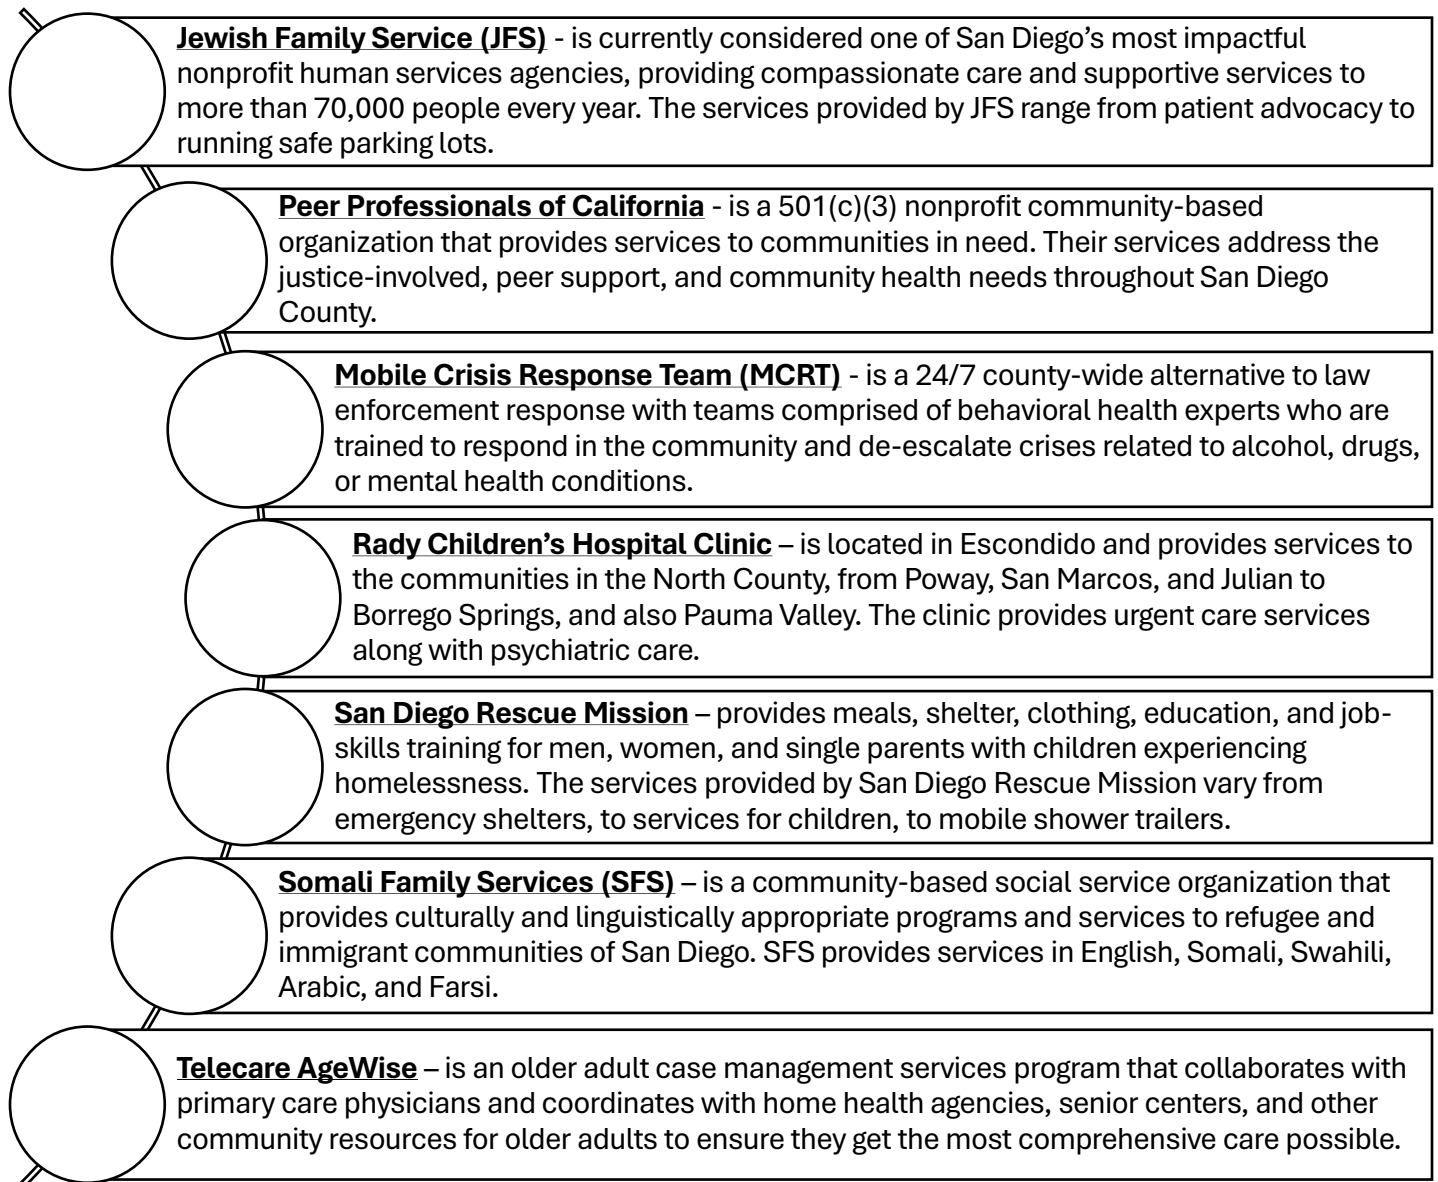 Jewish Family Service (JFS) - is currently considered one of San Diego’s most impactful
nonprofit human services agencies, providing compassionate care and supportive services to
more than 70,000 people every year. The services provided by JFS range from patient advocacy to
running safe parking lots.
Peer Professionals of California - is a 501(c)(3) nonprofit community-based
organization that provides services to communities in need. Their services address the
justice-involved, peer support, and community health needs throughout San Diego
County.
Mobile Crisis Response Team (MCRT) - is a 24/7 county-wide alternative to law
enforcement response with teams comprised of behavioral health experts who are
trained to respond in the community and de-escalate crises related to alcohol, drugs,
or mental health conditions.
Rady Children’s Hospital Clinic – is located in Escondido and provides services to
the communities in the North County, from Poway, San Marcos, and Julian to
Borrego Springs, and also Pauma Valley. The clinic provides urgent care services
along with psychiatric care.
San Diego Rescue Mission – provides meals, shelter, clothing, education, and job-
skills training for men, women, and single parents with children experiencing
homelessness. The services provided by San Diego Rescue Mission vary from
emergency shelters, to services for children, to mobile shower trailers.
Somali Family Services (SFS) – is a community-based social service organization that
provides culturally and linguistically appropriate programs and services to refugee and
immigrant communities of San Diego. SFS provides services in English, Somali, Swahili,
Arabic, and Farsi.
Telecare AgeWise – is an older adult case management services program that collaborates with
primary care physicians and coordinates with home health agencies, senior centers, and other
community resources for older adults to ensure they get the most comprehensive care possible.